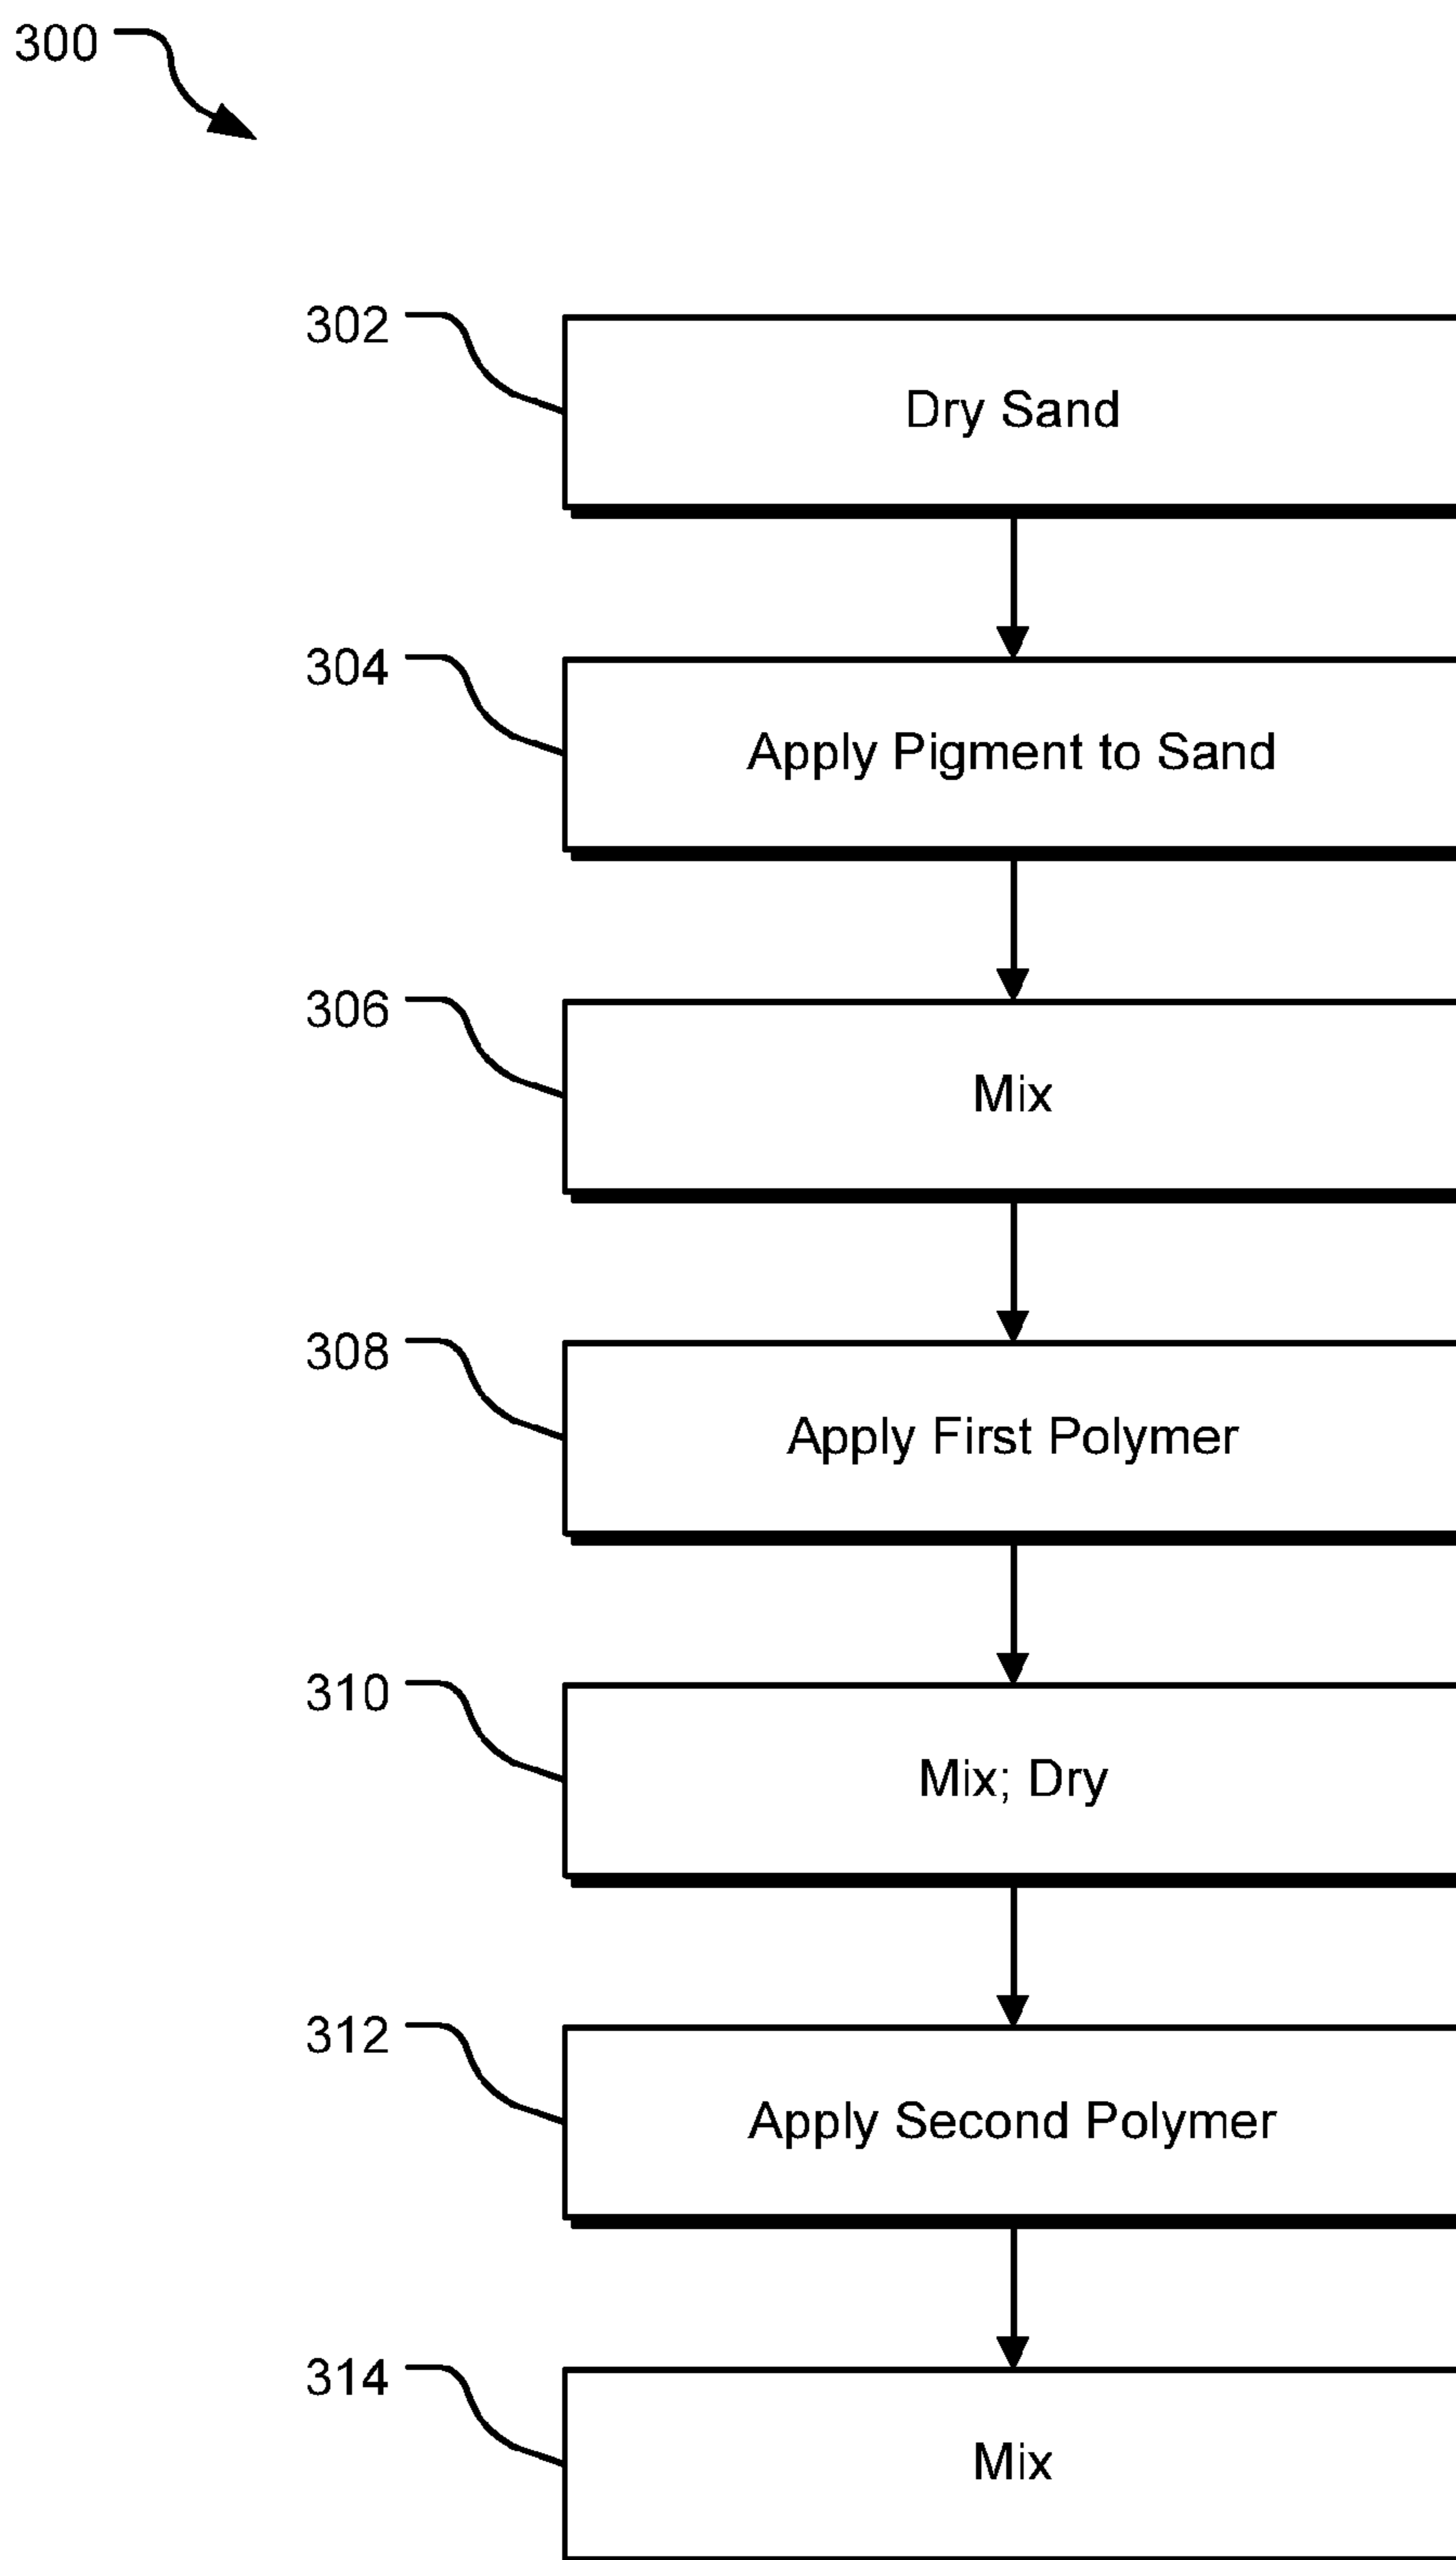 300
302
Dry Sand
304
Apply Pigment to Sand
306
Mix
308
Apply First Polymer
310
Mix; Dry
312
Apply Second Polymer
314
Mix